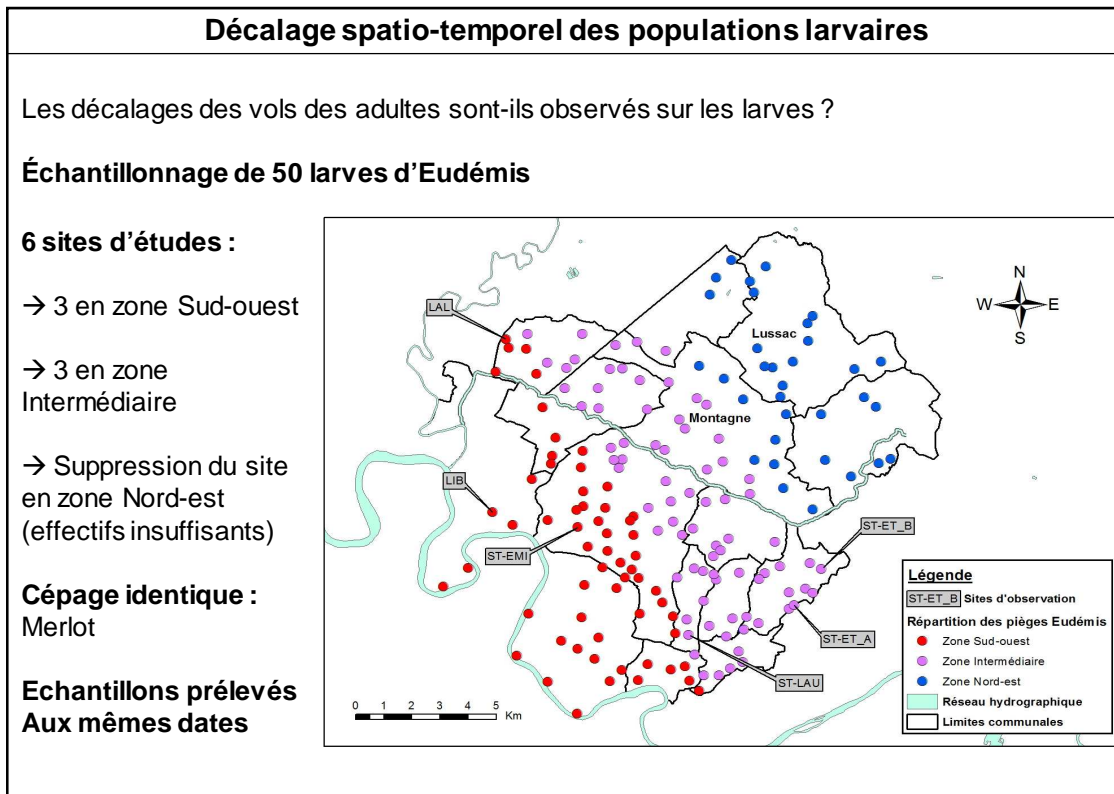 Décalage spatio-temporel des populations larvaires
Les décalages des vols des adultes sont-ils observés sur les larves ?
Échantillonnage de 50 larves d'Eudémis
6 sites d'études :
→ 3 en zone Sud-ouest
→ 3 en zone
Intermédiaire
→ Suppression du site
en zone Nord-est
(effectifs insuffisants)
Cépage identique :
Merlot
Echantillons prélevés
Aux mêmes dates
LAL
Lussac
Montagne
LIB
ST-EMI
ST-ET_B
ST-ET_A
ST-LAU
N
W E
S
0 1 2 3 4 5
Km
Légende
ST-ET_B Sites d'observation
Répartition des pièges Eudémis
Zone Sud-ouest
Zone Intermédiaire
Zone Nord-est
Réseau hydrographique
Limites communales